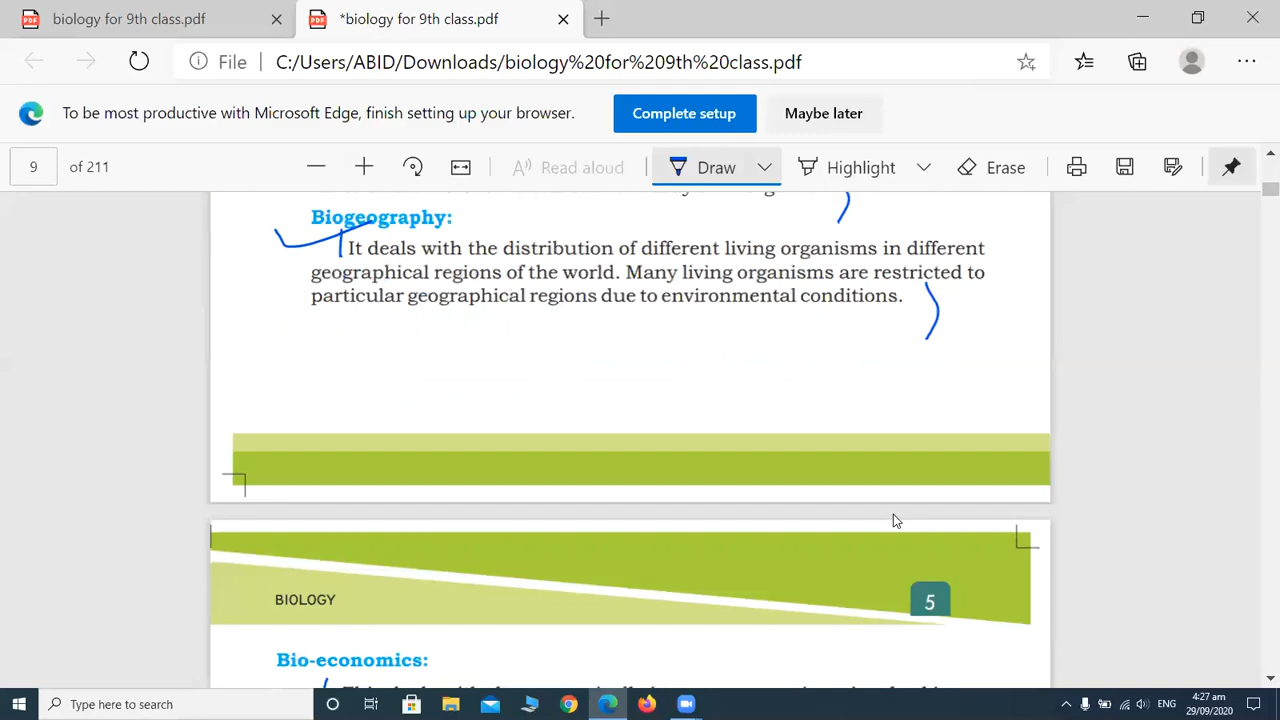 biology for 9th class.pdf
*biology for 9th class.pdf
File
C:/Users/ABID/Downloads/biology%20for%209th%20class.pdf
To be most productive with Microsoft Edge, finish setting up your browser.
Complete setup
Maybe later
9 of 211
Read aloud
Draw
Highlight
Erase
Biogeography:
It deals with the distribution of different living organisms in different
geographical regions of the world. Many living organisms are restricted to
particular geographical regions due to environmental conditions.
BIOLOGY
5
Bio-economics:
Type here to search
ENG
4:27 am
29/09/2020